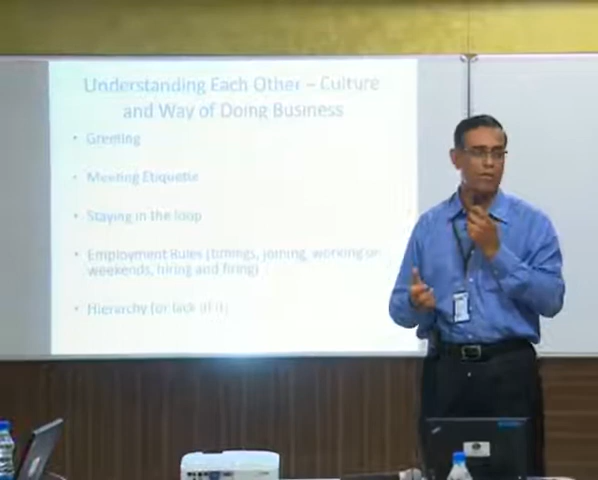 Understanding Each Other – Culture
and Way of Doing Business
• Greeting
• Meeting Etiquette
• Staying in the loop
• Employment Rules (timings, joining, working on
weekends, hiring and firing)
• Hierarchy (or lack of it)